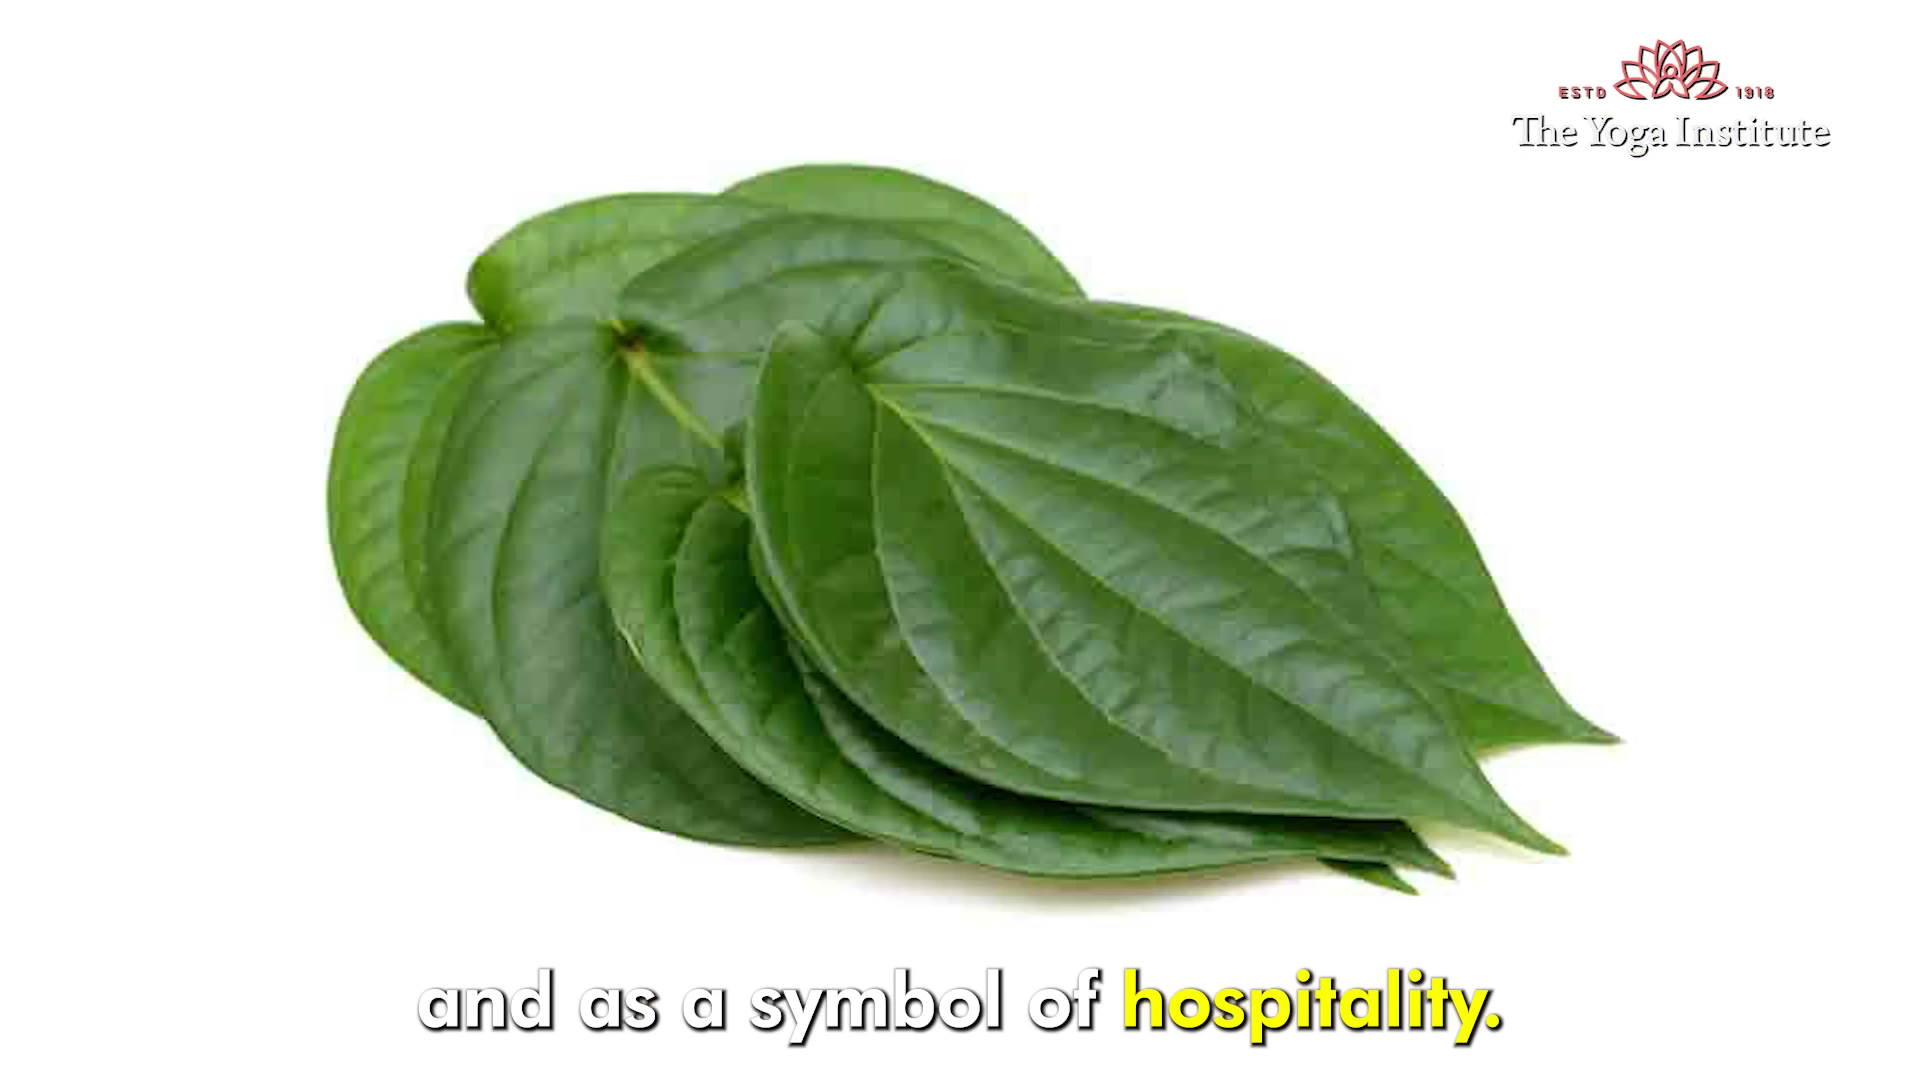 ESTD 1918
The Yoga Institute
and as a symbol of hospitality.